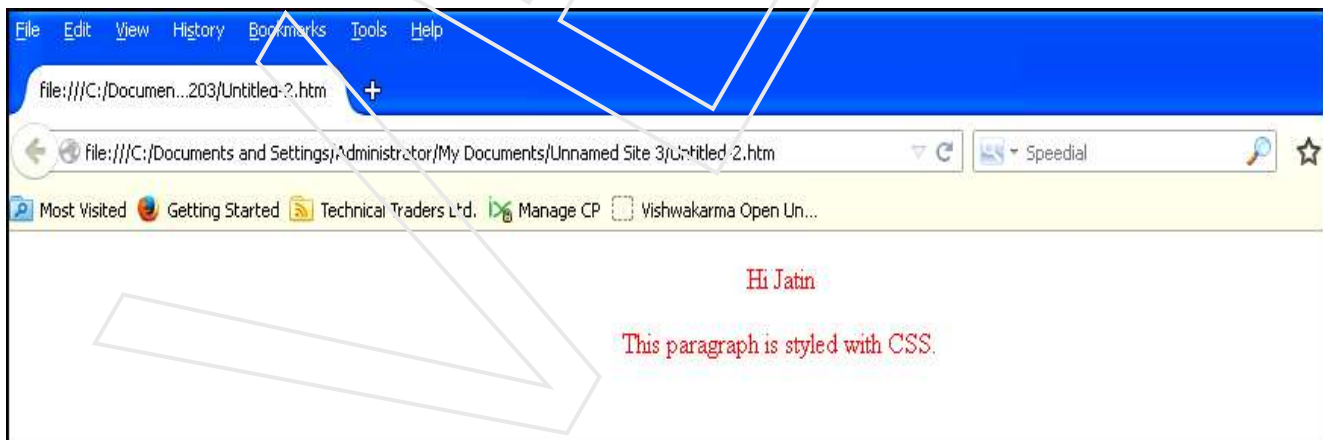 File Edit View History Bookmarks Tools Help
file:///C:/Documen...203/Untitled-2.htm +
file:///C:/Documents and Settings/Administrator/My Documents/Unnamed Site 3/Untitled-2.htm Speedial
Most Visited Getting Started Technical Traders Ltd. Manage CP Vishwakarma Open Un...
Hi Jatin
This paragraph is styled with CSS.